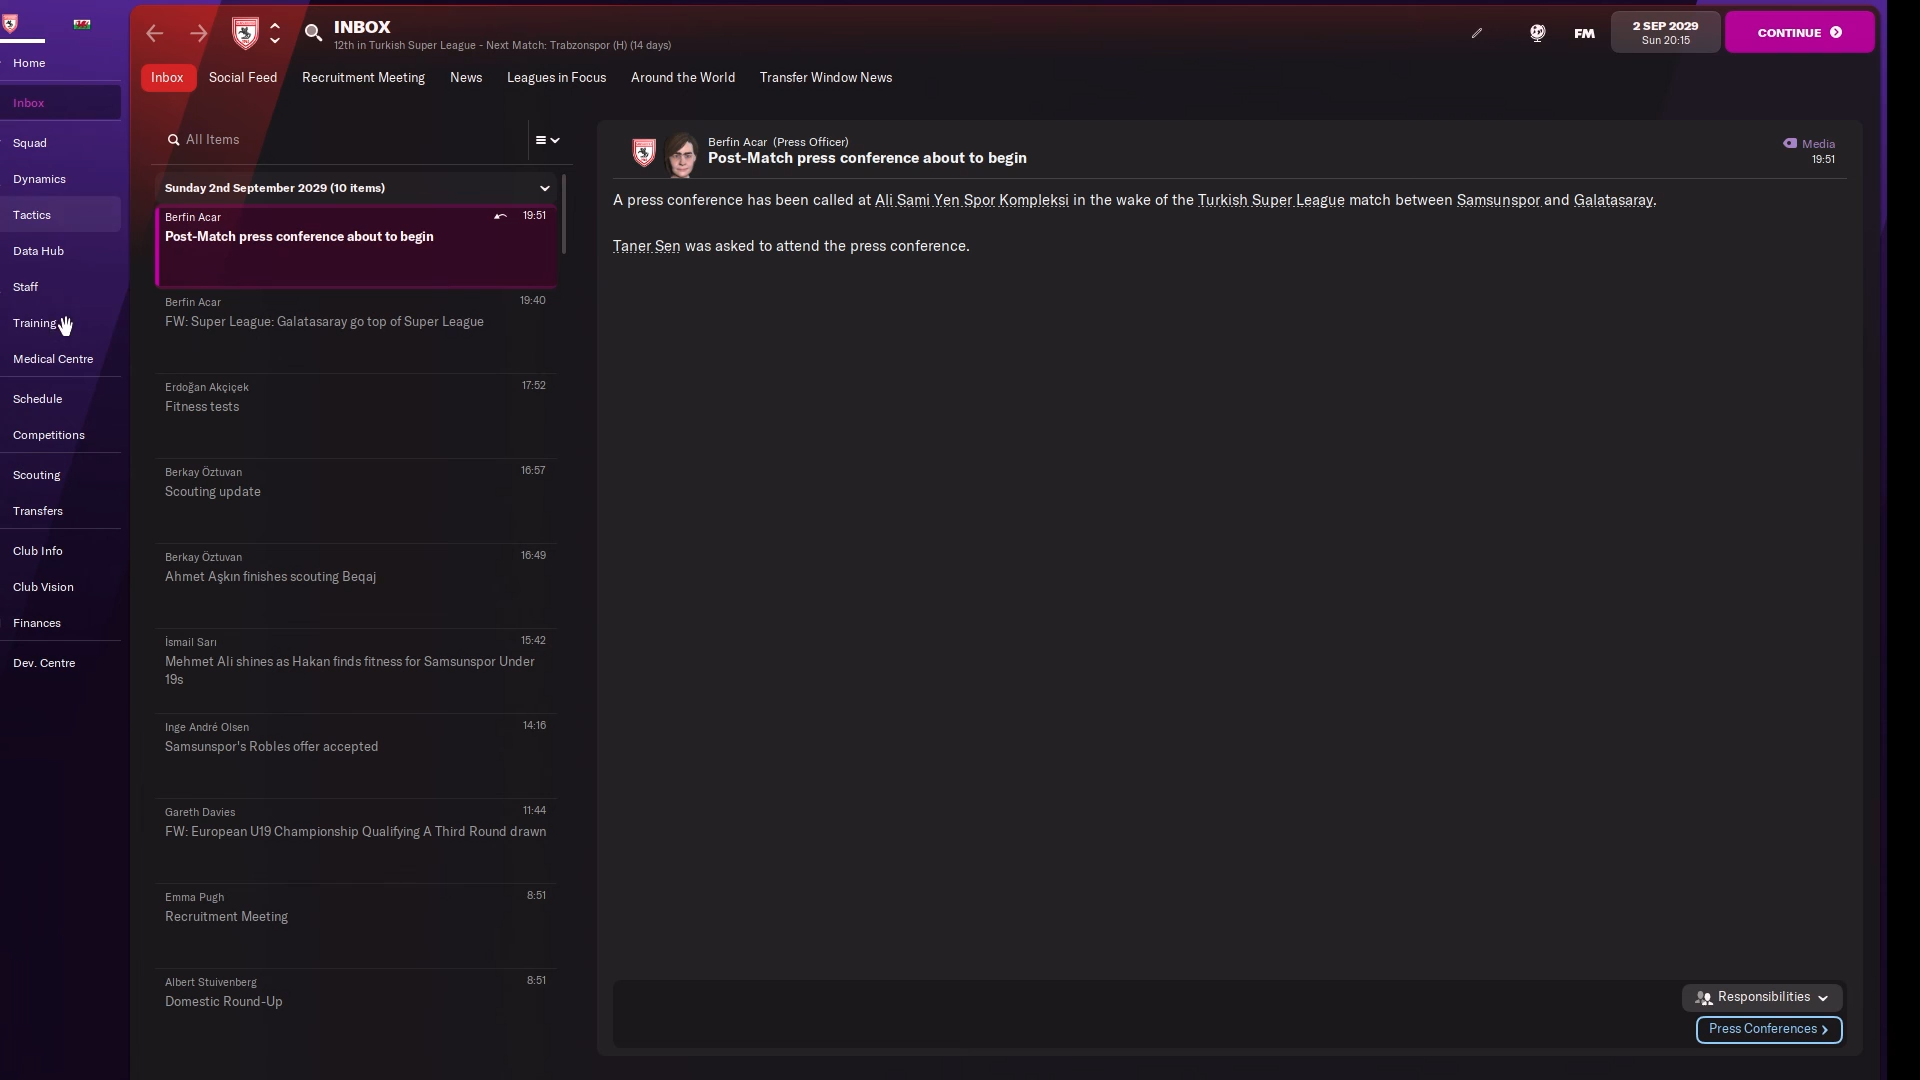 INBOX
12th in Turkish Super League - Next Match: Trabzonspor (H) (14 days)
FM
2 SEP 2029
Sun 20:15
CONTINUE
Home
Inbox
Squad
Dynamics
Tactics
Data Hub
Staff
Training
Medical Centre
Schedule
Competitions
Scouting
Transfers
Club Info
Club Vision
Finances
Dev. Centre
Inbox Social Feed Recruitment Meeting News Leagues in Focus Around the World Transfer Window News
All Items
Sunday 2nd September 2029 (10 items)
Berfin Acar 19:51
Post-Match press conference about to begin
Berfin Acar 19:40
FW: Super League: Galatasaray go top of Super League
Erdoğan Akçiçek 17:52
Fitness tests
Berkay Öztuvan 16:57
Scouting update
Berkay Öztuvan 16:49
Ahmet Aşkın finishes scouting Beqaj
İsmail Sarı 15:42
Mehmet Ali shines as Hakan finds fitness for Samsunspor Under
19s
Inge André Olsen 14:16
Samsunspor's Robles offer accepted
Gareth Davies 11:44
FW: European U19 Championship Qualifying A Third Round drawn
Emma Pugh 8:51
Recruitment Meeting
Albert Stuivenberg 8:51
Domestic Round-Up
Berfin Acar (Press Officer)
Post-Match press conference about to begin
Media
19:51
A press conference has been called at Ali Sami Yen Spor Kompleksi in the wake of the Turkish Super League match between Samsunspor and Galatasaray.
Taner Sen was asked to attend the press conference.
Responsibilities
Press Conferences